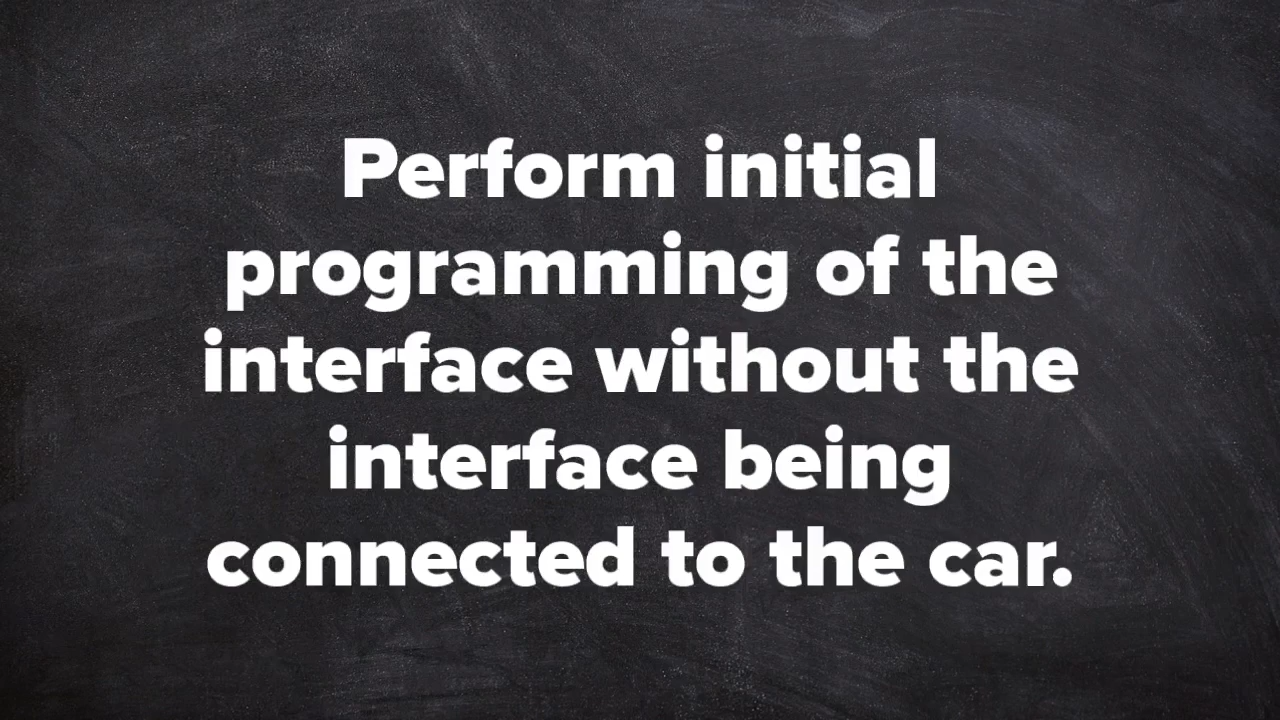 Perform initial
programming of the
interface without the
interface being
connected to the car.